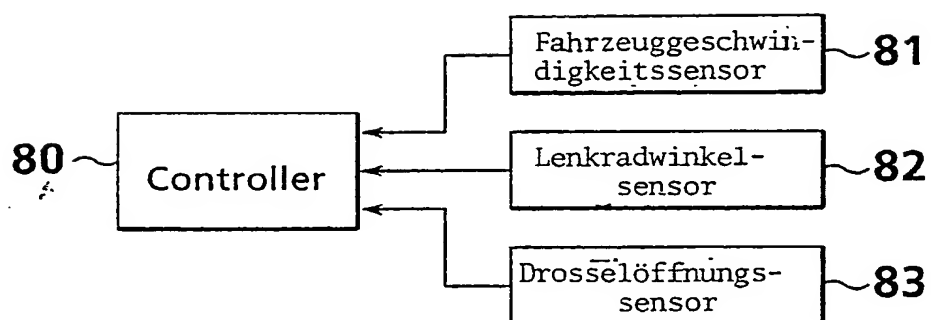 Fahrzeuggeschwin-
digkeitssensor
81
80
Controller
Lenkradwinkel-
sensor
82
Drosselöffnungs-
sensor
83